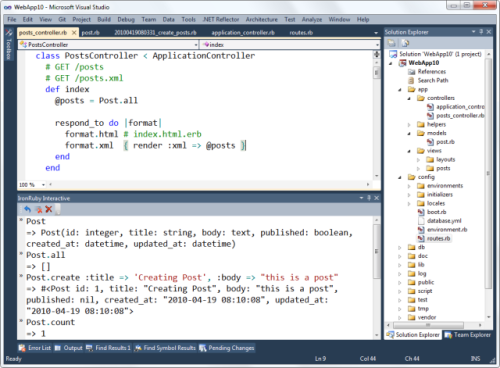 WebApp10 - Microsoft Visual Studio
File Edit View Git Project Build Debug Team Data Tools .NET Reflector Architecture Test Analyze Window Help
posts_controller.rb post.rb 20100419080331_create_posts.rb application_controller.rb routes.rb
PostsController index
Toolbox
class PostsController < ApplicationController
# GET /posts
# GET /posts.xml
def index
@posts = Post.all
respond_to do |format|
format.html # index.html.erb
format.xml { render :xml => @posts }
end
end
100 %
IronRuby Interactive
Post
=> Post(id: integer, title: string, body: text, published: boolean,
created_at: datetime, updated_at: datetime)
Post.all
=> []
Post.create :title => 'Creating Post', :body => "this is a post"
=> #<Post id: 1, title: "Creating Post", body: "this is a post",
published: nil, created_at: "2010-04-19 08:10:08", updated_at:
"2010-04-19 08:10:08">
Post.count
=> 1
Solution Explorer
Solution 'WebApp10' (1 project)
WebApp10
References
Search Path
app
controllers
application_contro
posts_controller.rb
helpers
models
post.rb
views
layouts
posts
config
environments
initializers
locales
boot.rb
database.yml
environment.rb
routes.rb
db
doc
lib
log
public
script
test
tmp
vendor
Solution Explorer Team Explorer
Error List Output Find Results 1 Find Symbol Results Pending Changes
Ready Ln 9 Col 44 Ch 44 INS